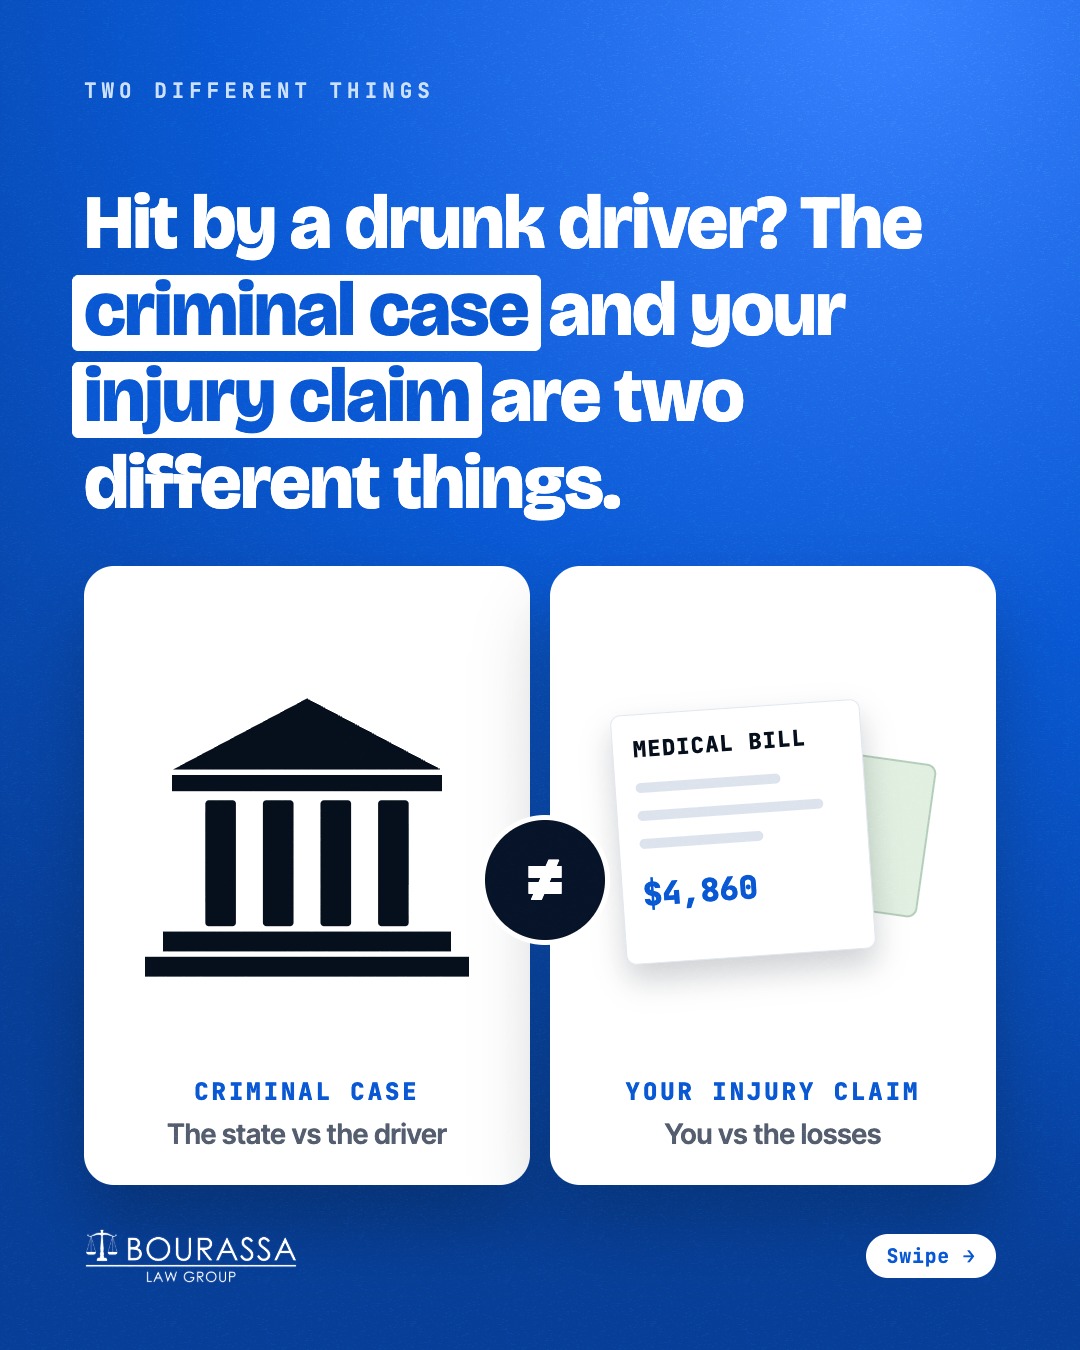 TWO DIFFERENT THINGS
Hit by a drunk driver? The
criminal case and your
injury claim are two
different things.
MEDICAL BILL
$4,860
≠
CRIMINAL CASE
The state vs the driver
YOUR INJURY CLAIM
You vs the losses
BOURASSA
LAW GROUP
Swipe →